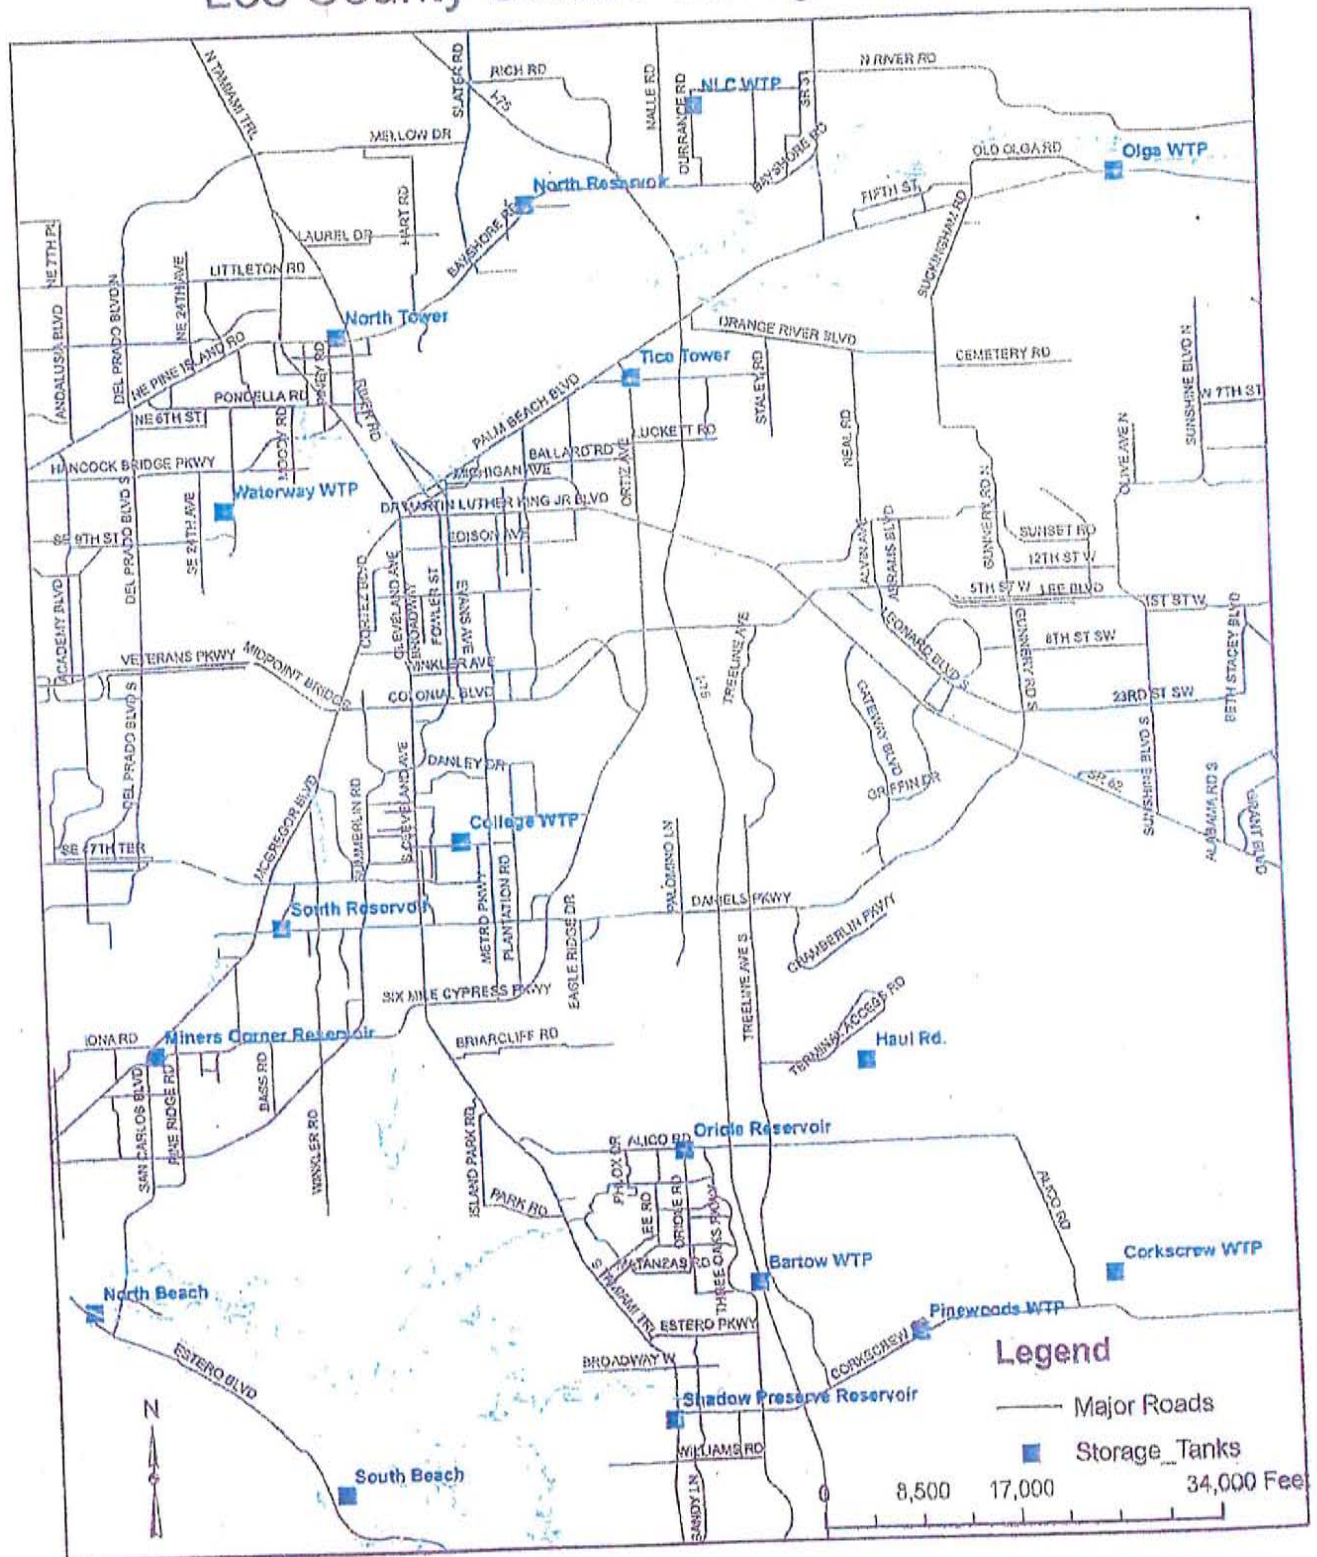 N TAMIAMI TRL
SLATER RD
RICH RD
I-75
NALLE RD
DURRANCE RD
NLC WTP
N RIVER RD
MELLOW DR
BAYSHORE RD
OLD OLGA RD
Olga WTP
North Reservoir
FIFTH ST
HART RD
LAUREL DR
BAYSHORE RD
BUCKINGHAM RD
NE 7TH PL
LITTLETON RD
NE 24TH AVE
DEL PRADO BLVD N
ANDALUSIA BLVD
North Tower
NE PINE ISLAND RD
ORANGE RIVER BLVD
Tice Tower
CEMETERY RD
STALEY RD
SUNSHINE BLVD N
W 7TH ST
PONDELLA RD
NE 6TH ST
PALM BEACH BLVD
MOODY RD
LUCKETT RD
BALLARD RD
ORTIZ AVE
NEAL RD
OLIVE AVE N
HANCOCK BRIDGE PKWY
MICHIGAN AVE
Waterway WTP
DR MARTIN LUTHER KING JR BLVD
GUNNERY RD N
SE 9TH ST
SE 24TH AVE
DEL PRADO BLVD S
EDISON AVE
ALVIN AVE
ABRAMS BLVD
SUNSET RD
12TH ST W
5TH ST W
LEE BLVD
1ST ST W
ACADEMY BLVD
CORTEZ BLVD
CLEVELAND AVE
BROADWAY
FOWLER ST
EVANS AVE
LEONARD BLVD S
GUNNERY RD S
8TH ST SW
BETH STACEY BLVD
VETERANS PKWY
MIDPOINT BRIDGE
WINKLER AVE
COLONIAL BLVD
I-75
TREELINE AVE
GATEWAY BLVD
23RD ST SW
DEL PRADO BLVD S
DANLEY DR
GRIFFIN DR
SR 82
SUNSHINE BLVD S
ALABAMA RD S
GRANT BLVD
MCGREGOR BLVD
SUMMERLIN RD
S CLEVELAND AVE
College WTP
SE 47TH TER
PALOMINO LN
DANIELS PKWY
South Reservoir
METRO PKWY
PLANTATION RD
EAGLE RIDGE DR
CHAMBERLIN PKWY
SIX MILE CYPRESS PKWY
TREELINE AVE S
TERMINAL ACCESS RD
Haul Rd.
IONA RD
Miners Corner Reservoir
BRIARCLIFF RD
SAN CARLOS BLVD
PINE RIDGE RD
BASS RD
WINKLER RD
ISLAND PARK RD
ALICO RD
Oriole Reservoir
PHLOX DR
PARK RD
LEE RD
ORIOLE RD
THREE OAKS PKWY
ALICO RD
Corkscrew WTP
S TAMIAMI TRL
Bartow WTP
North Beach
Pinewoods WTP
ESTERO PKWY
CORKSCREW
Legend
ESTERO BLVD
BROADWAY W
Shadow Preserve Reservoir
Major Roads
N
WILLIAMS RD
Storage_Tanks
South Beach
SANDY LN
0 8,500 17,000 34,000 Feet